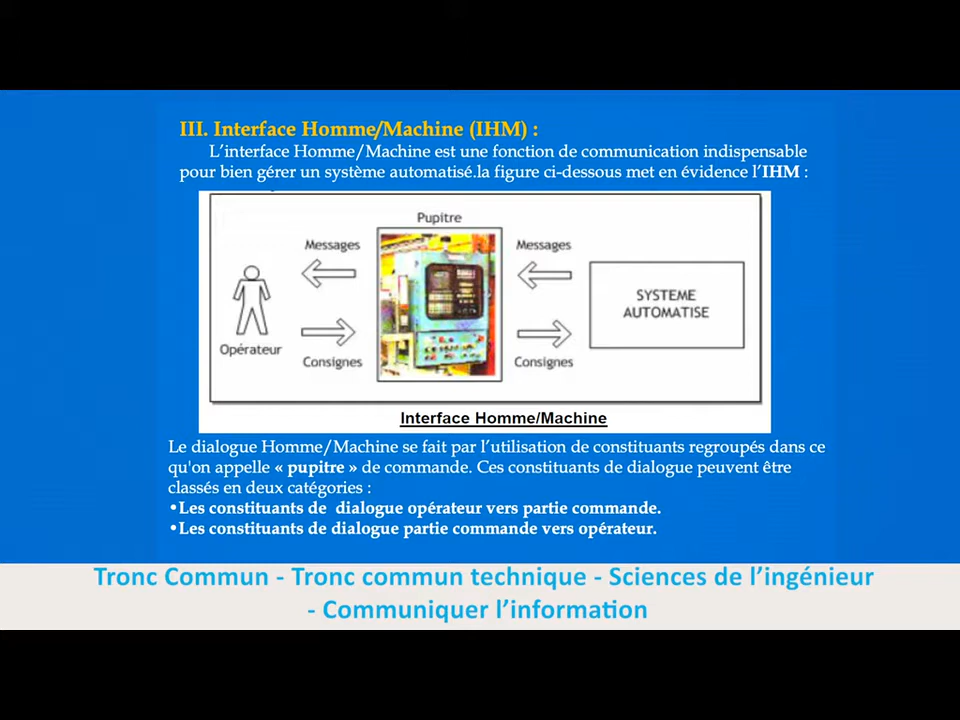 III. Interface Homme/Machine (IHM) :
L'interface Homme/Machine est une fonction de communication indispensable
pour bien gérer un système automatisé.la figure ci-dessous met en évidence l'IHM :
Pupitre
Messages
Messages
SYSTEME
AUTOMATISE
Opérateur
Consignes
Consignes
Interface Homme/Machine
Le dialogue Homme/Machine se fait par l'utilisation de constituants regroupés dans ce
qu'on appelle « pupitre » de commande. Ces constituants de dialogue peuvent être
classés en deux catégories :
•Les constituants de dialogue opérateur vers partie commande.
•Les constituants de dialogue partie commande vers opérateur.
Tronc Commun - Tronc commun technique - Sciences de l'ingénieur
- Communiquer l'information